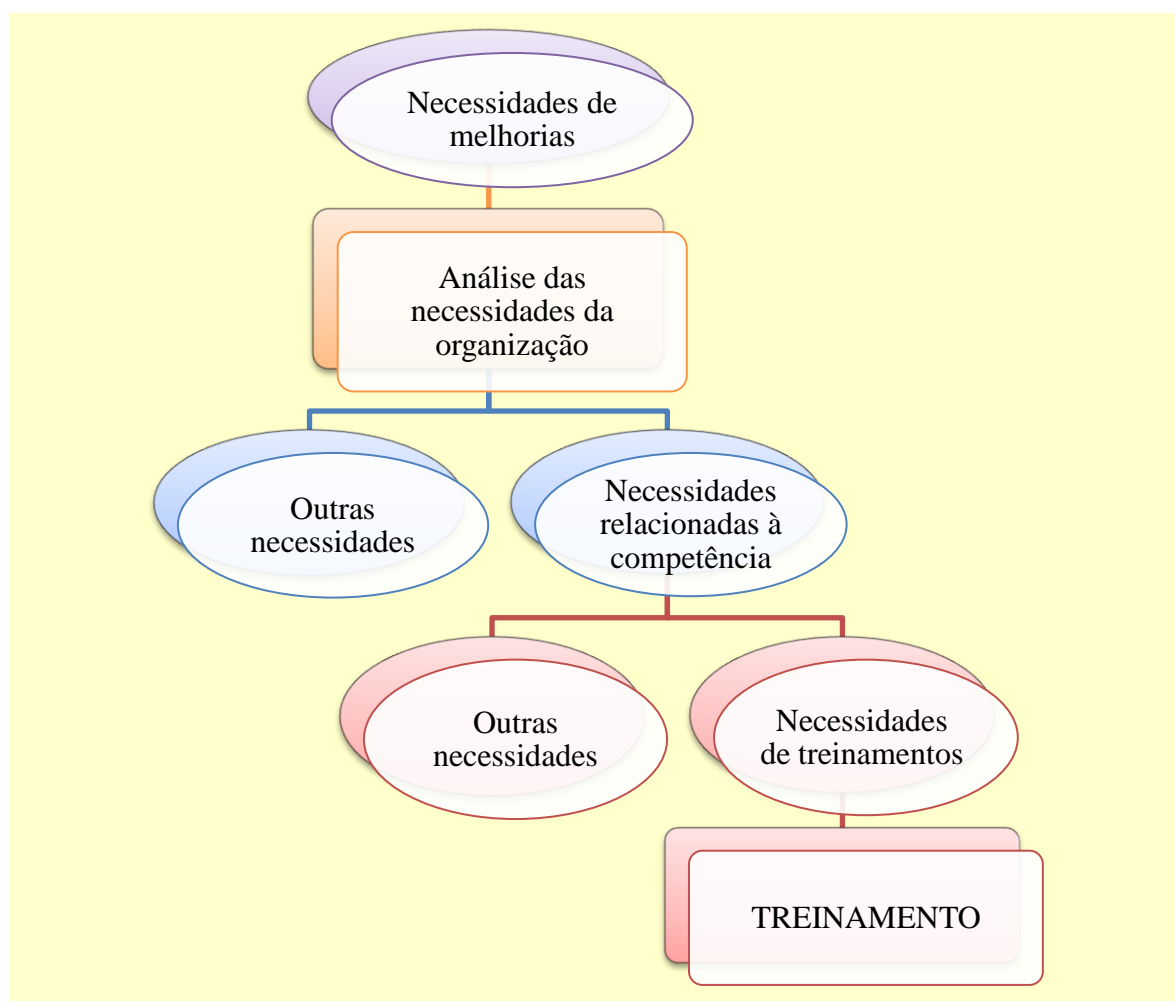 Necessidades de
melhorias
Análise das
necessidades da
organização
Outras
necessidades
Necessidades
relacionadas à
competência
Outras
necessidades
Necessidades
de treinamentos
TREINAMENTO